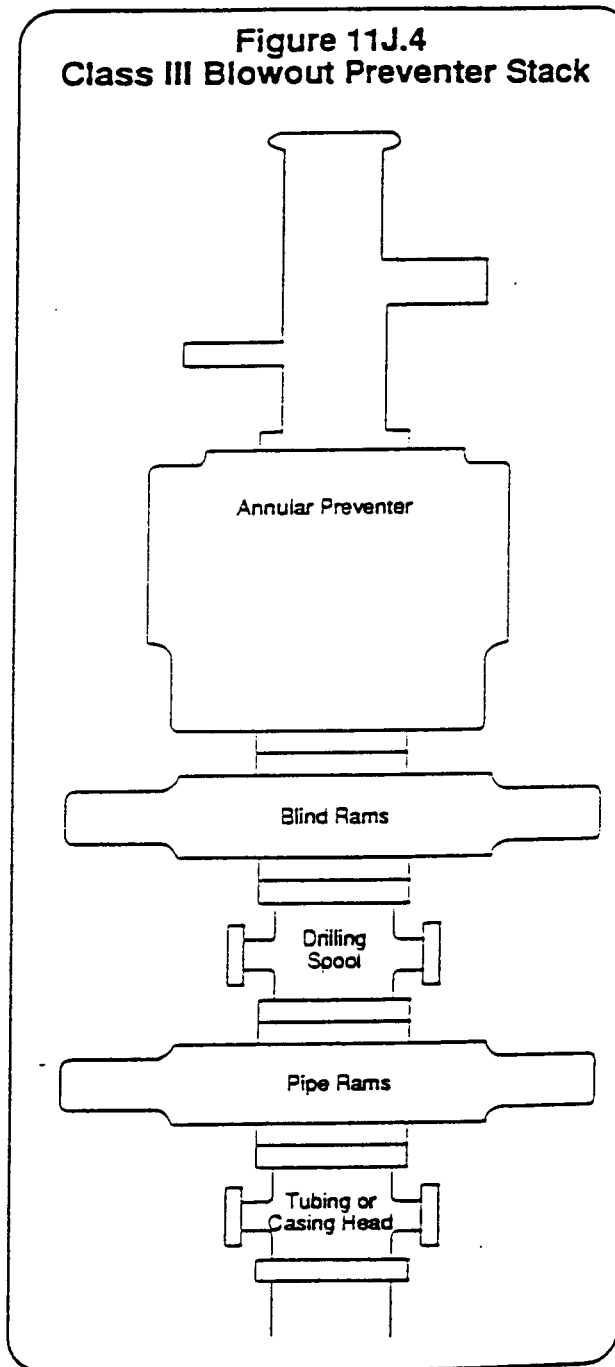 Figure 11J.4
Class III Blowout Preventer Stack
Annular Preventer
Blind Rams
Drilling
Spool
Pipe Rams
Tubing or
Casing Head